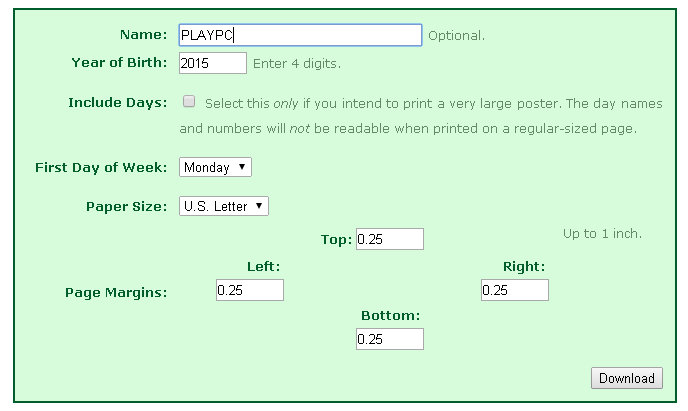 Name: PLAYPC Optional.
Year of Birth: 2015 Enter 4 digits.
Include Days: Select this only if you intend to print a very large poster. The day names
and numbers will not be readable when printed on a regular-sized page.
First Day of Week: Monday
Paper Size: U.S. Letter
Top: 0.25 Up to 1 inch.
Left: Right:
Page Margins: 0.25 0.25
Bottom:
0.25
Download